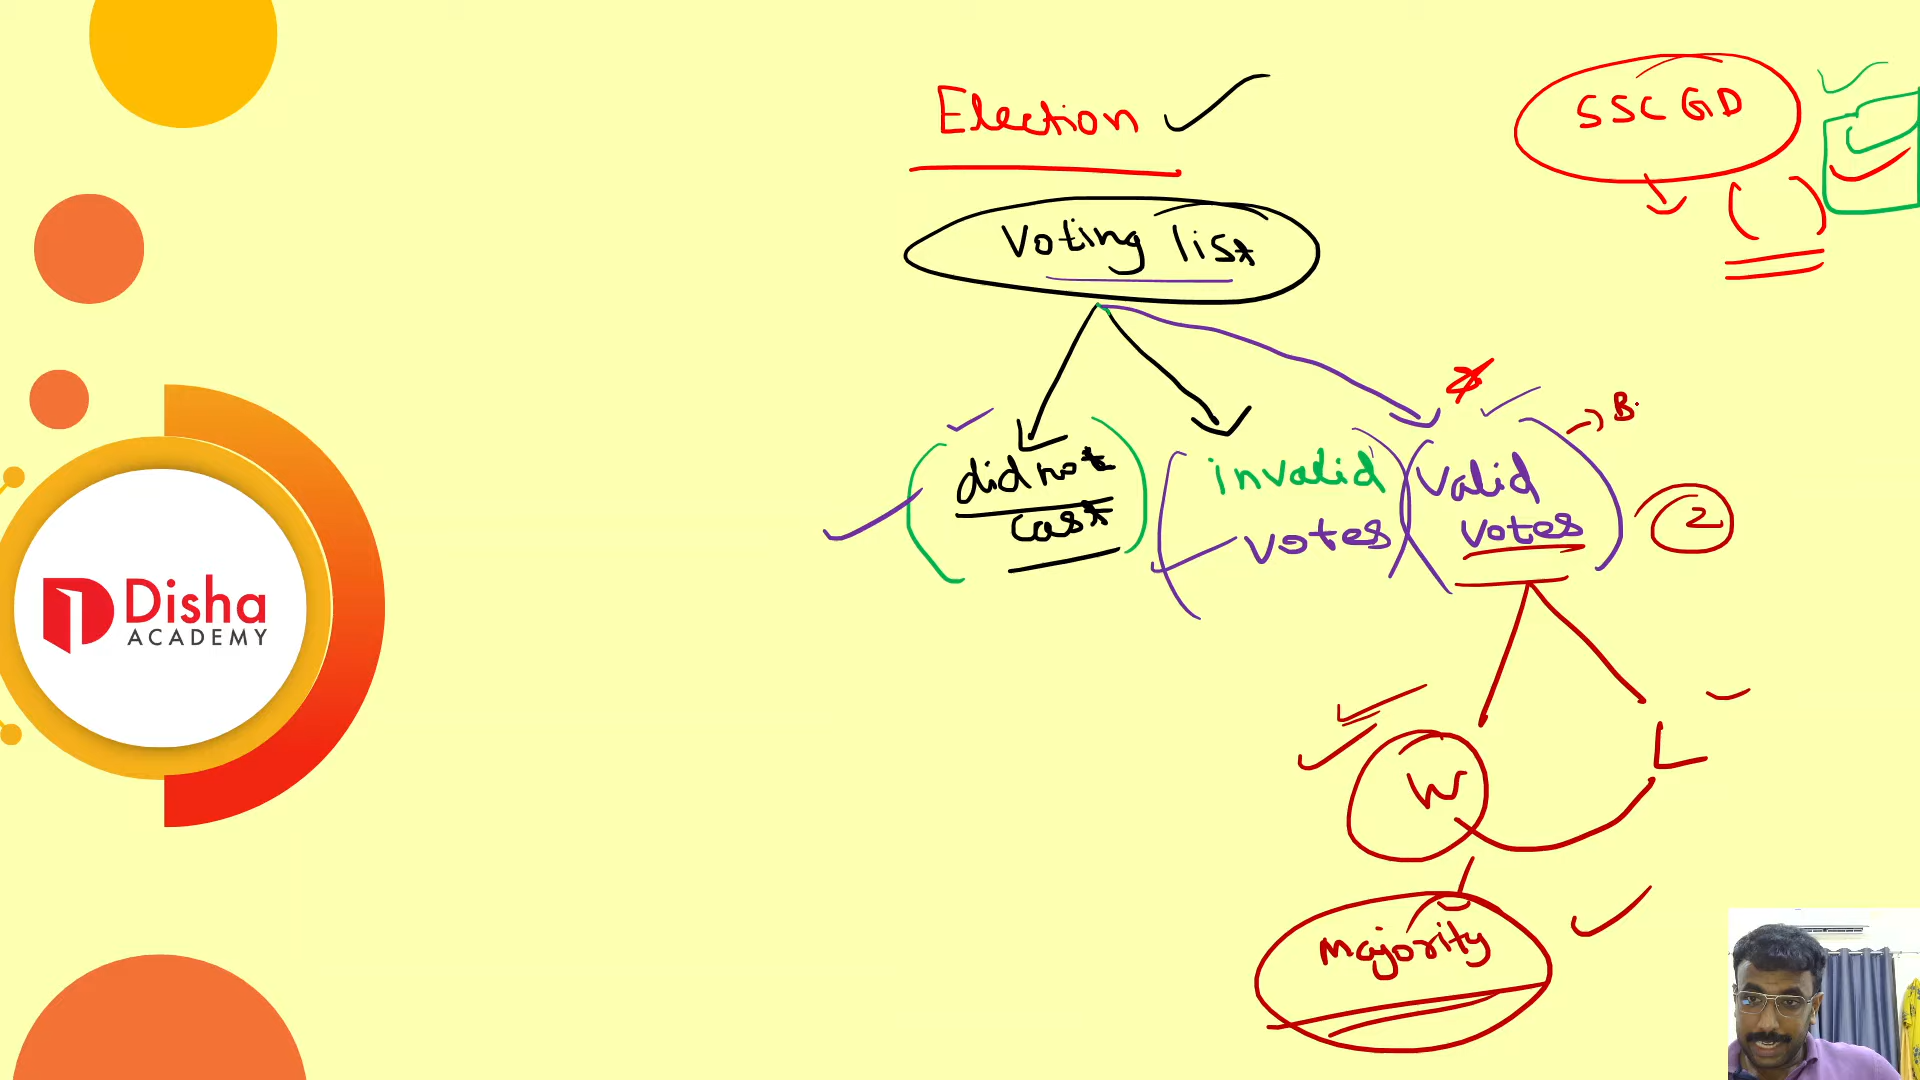 Election
SSC GD
Voting list
B.
did not
cast
invalid
votes
valid
votes
2
Disha
ACADEMY
W
L
Majority